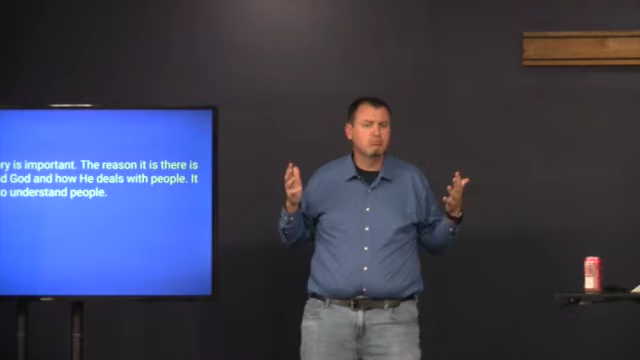 ry is important. The reason it is there is
d God and how He deals with people. It
to understand people.